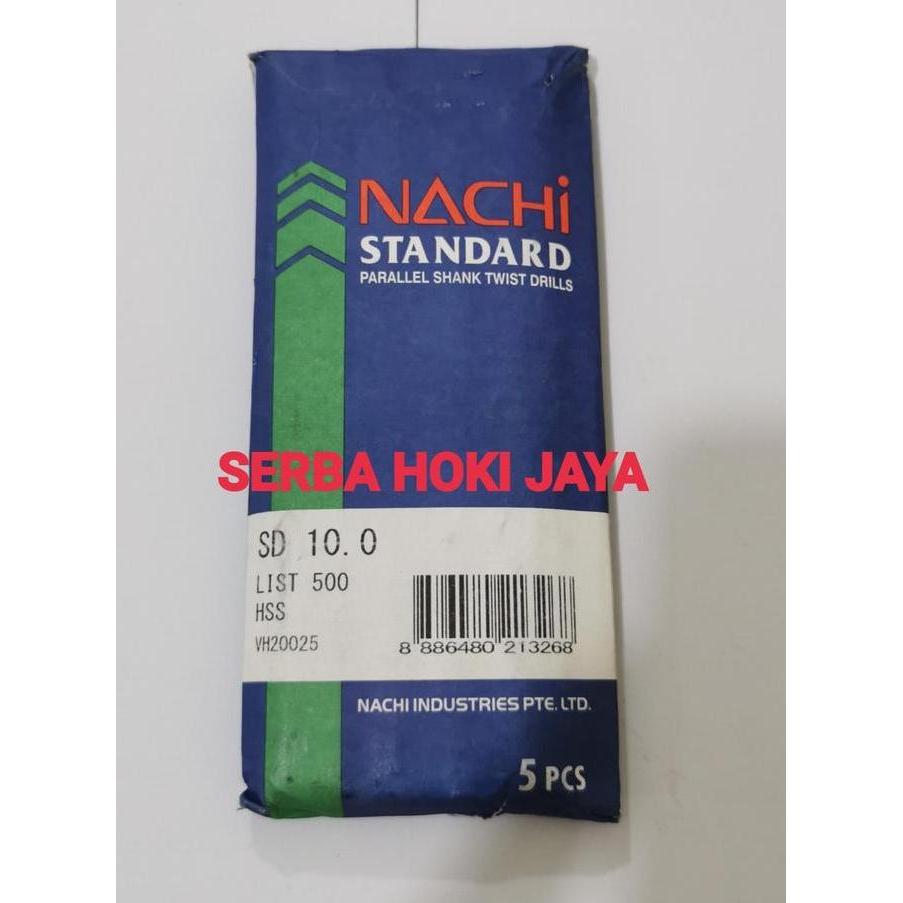 NACHi
STANDARD
PARALLEL SHANK TWIST DRILLS
SERBA HOKI JAYA
SD 10.0
LIST 500
HSS
VH20025
8 886480 213268
NACHI INDUSTRIES PTE. LTD.
5 PCS